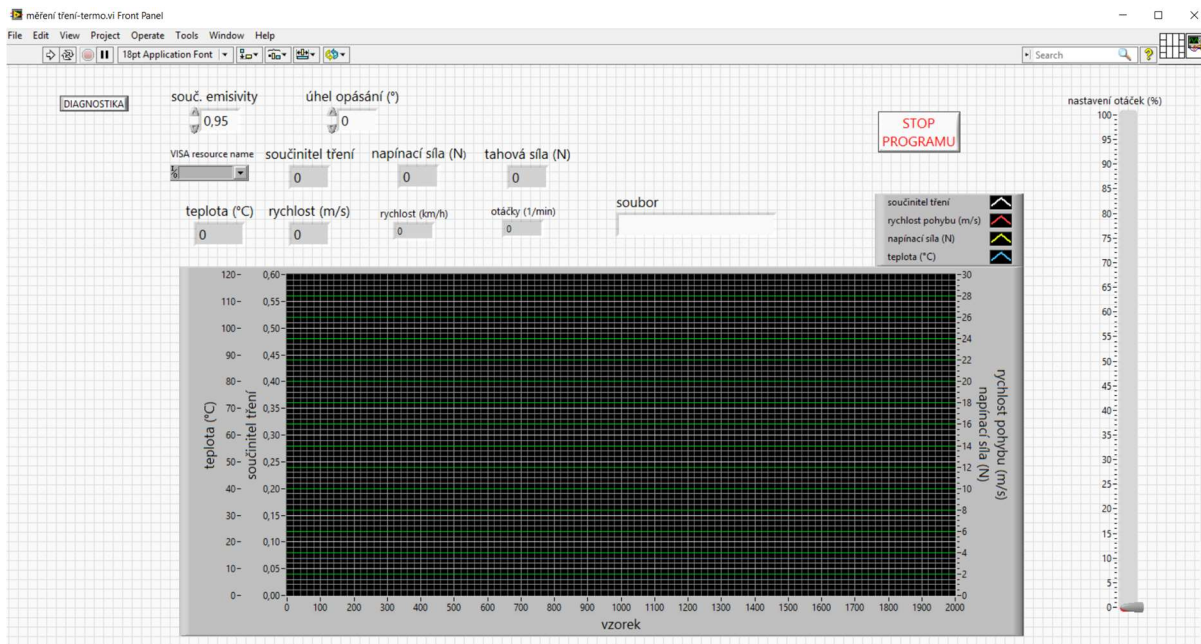 měření tření-termo.vi Front Panel
File Edit View Project Operate Tools Window Help
18pt Application Font
Search
DIAGNOSTIKA
souč. emisivity
0,95
úhel opásání (°)
0
STOP
PROGRAMU
nastavení otáček (%)
VISA resource name
součinitel tření
0
napínací síla (N)
0
tahová síla (N)
0
teplota (°C)
0
rychlost (m/s)
0
rychlost (km/h)
0
otáčky (1/min)
0
soubor
součinitel tření
rychlost pohybu (m/s)
napínací síla (N)
teplota (°C)
120
110
100
90
80
70
60
50
40
30
20
10
0
teplota (°C)
0,60
0,55
0,50
0,45
0,40
0,35
0,30
0,25
0,20
0,15
0,10
0,05
0,00
součinitel tření
30
28
26
24
22
20
18
16
14
12
10
8
6
4
2
0
napínací síla (N)
rychlost pohybu (m/s)
0 100 200 300 400 500 600 700 800 900 1000 1100 1200 1300 1400 1500 1600 1700 1800 1900 2000
vzorek
100
95
90
85
80
75
70
65
60
55
50
45
40
35
30
25
20
15
10
5
0